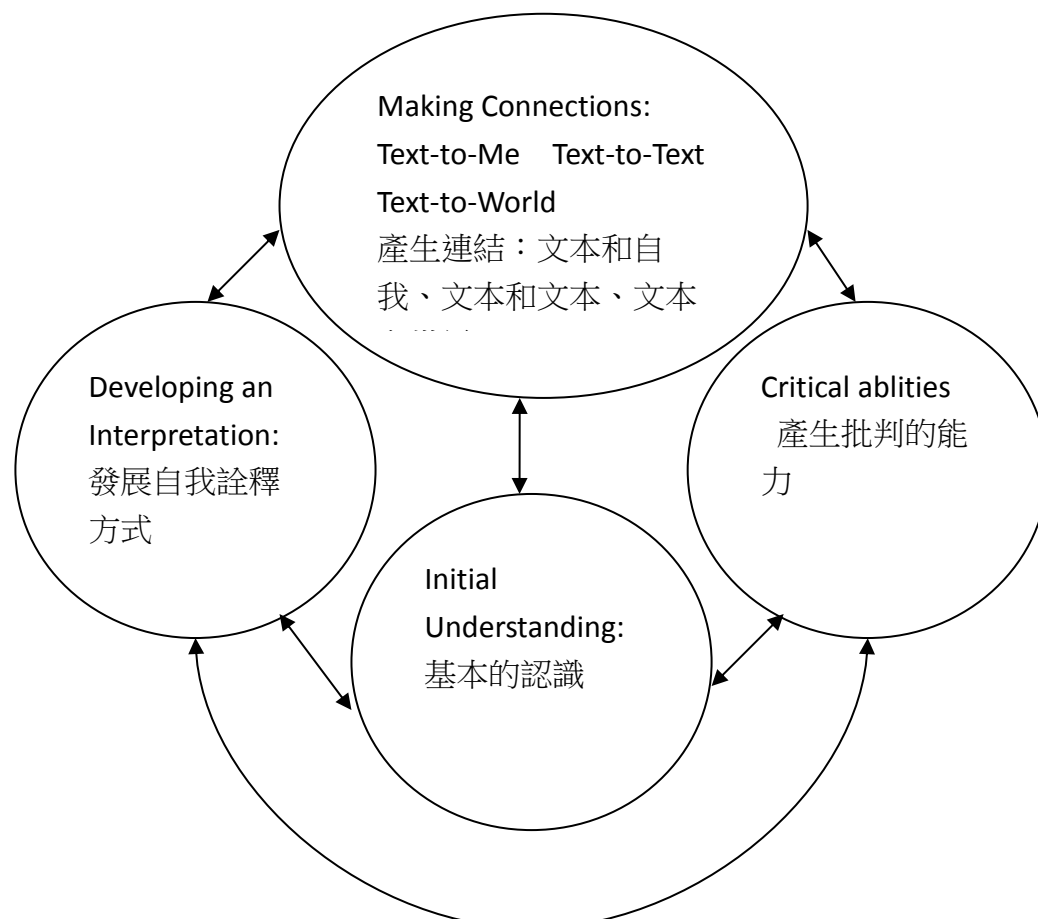 Making Connections:
Text-to-Me Text-to-Text
Text-to-World
產生連結：文本和自
我、文本和文本、文本
Developing an
Interpretation:
發展自我詮釋
方式
Critical ablities
產生批判的能
力
Initial
Understanding:
基本的認識